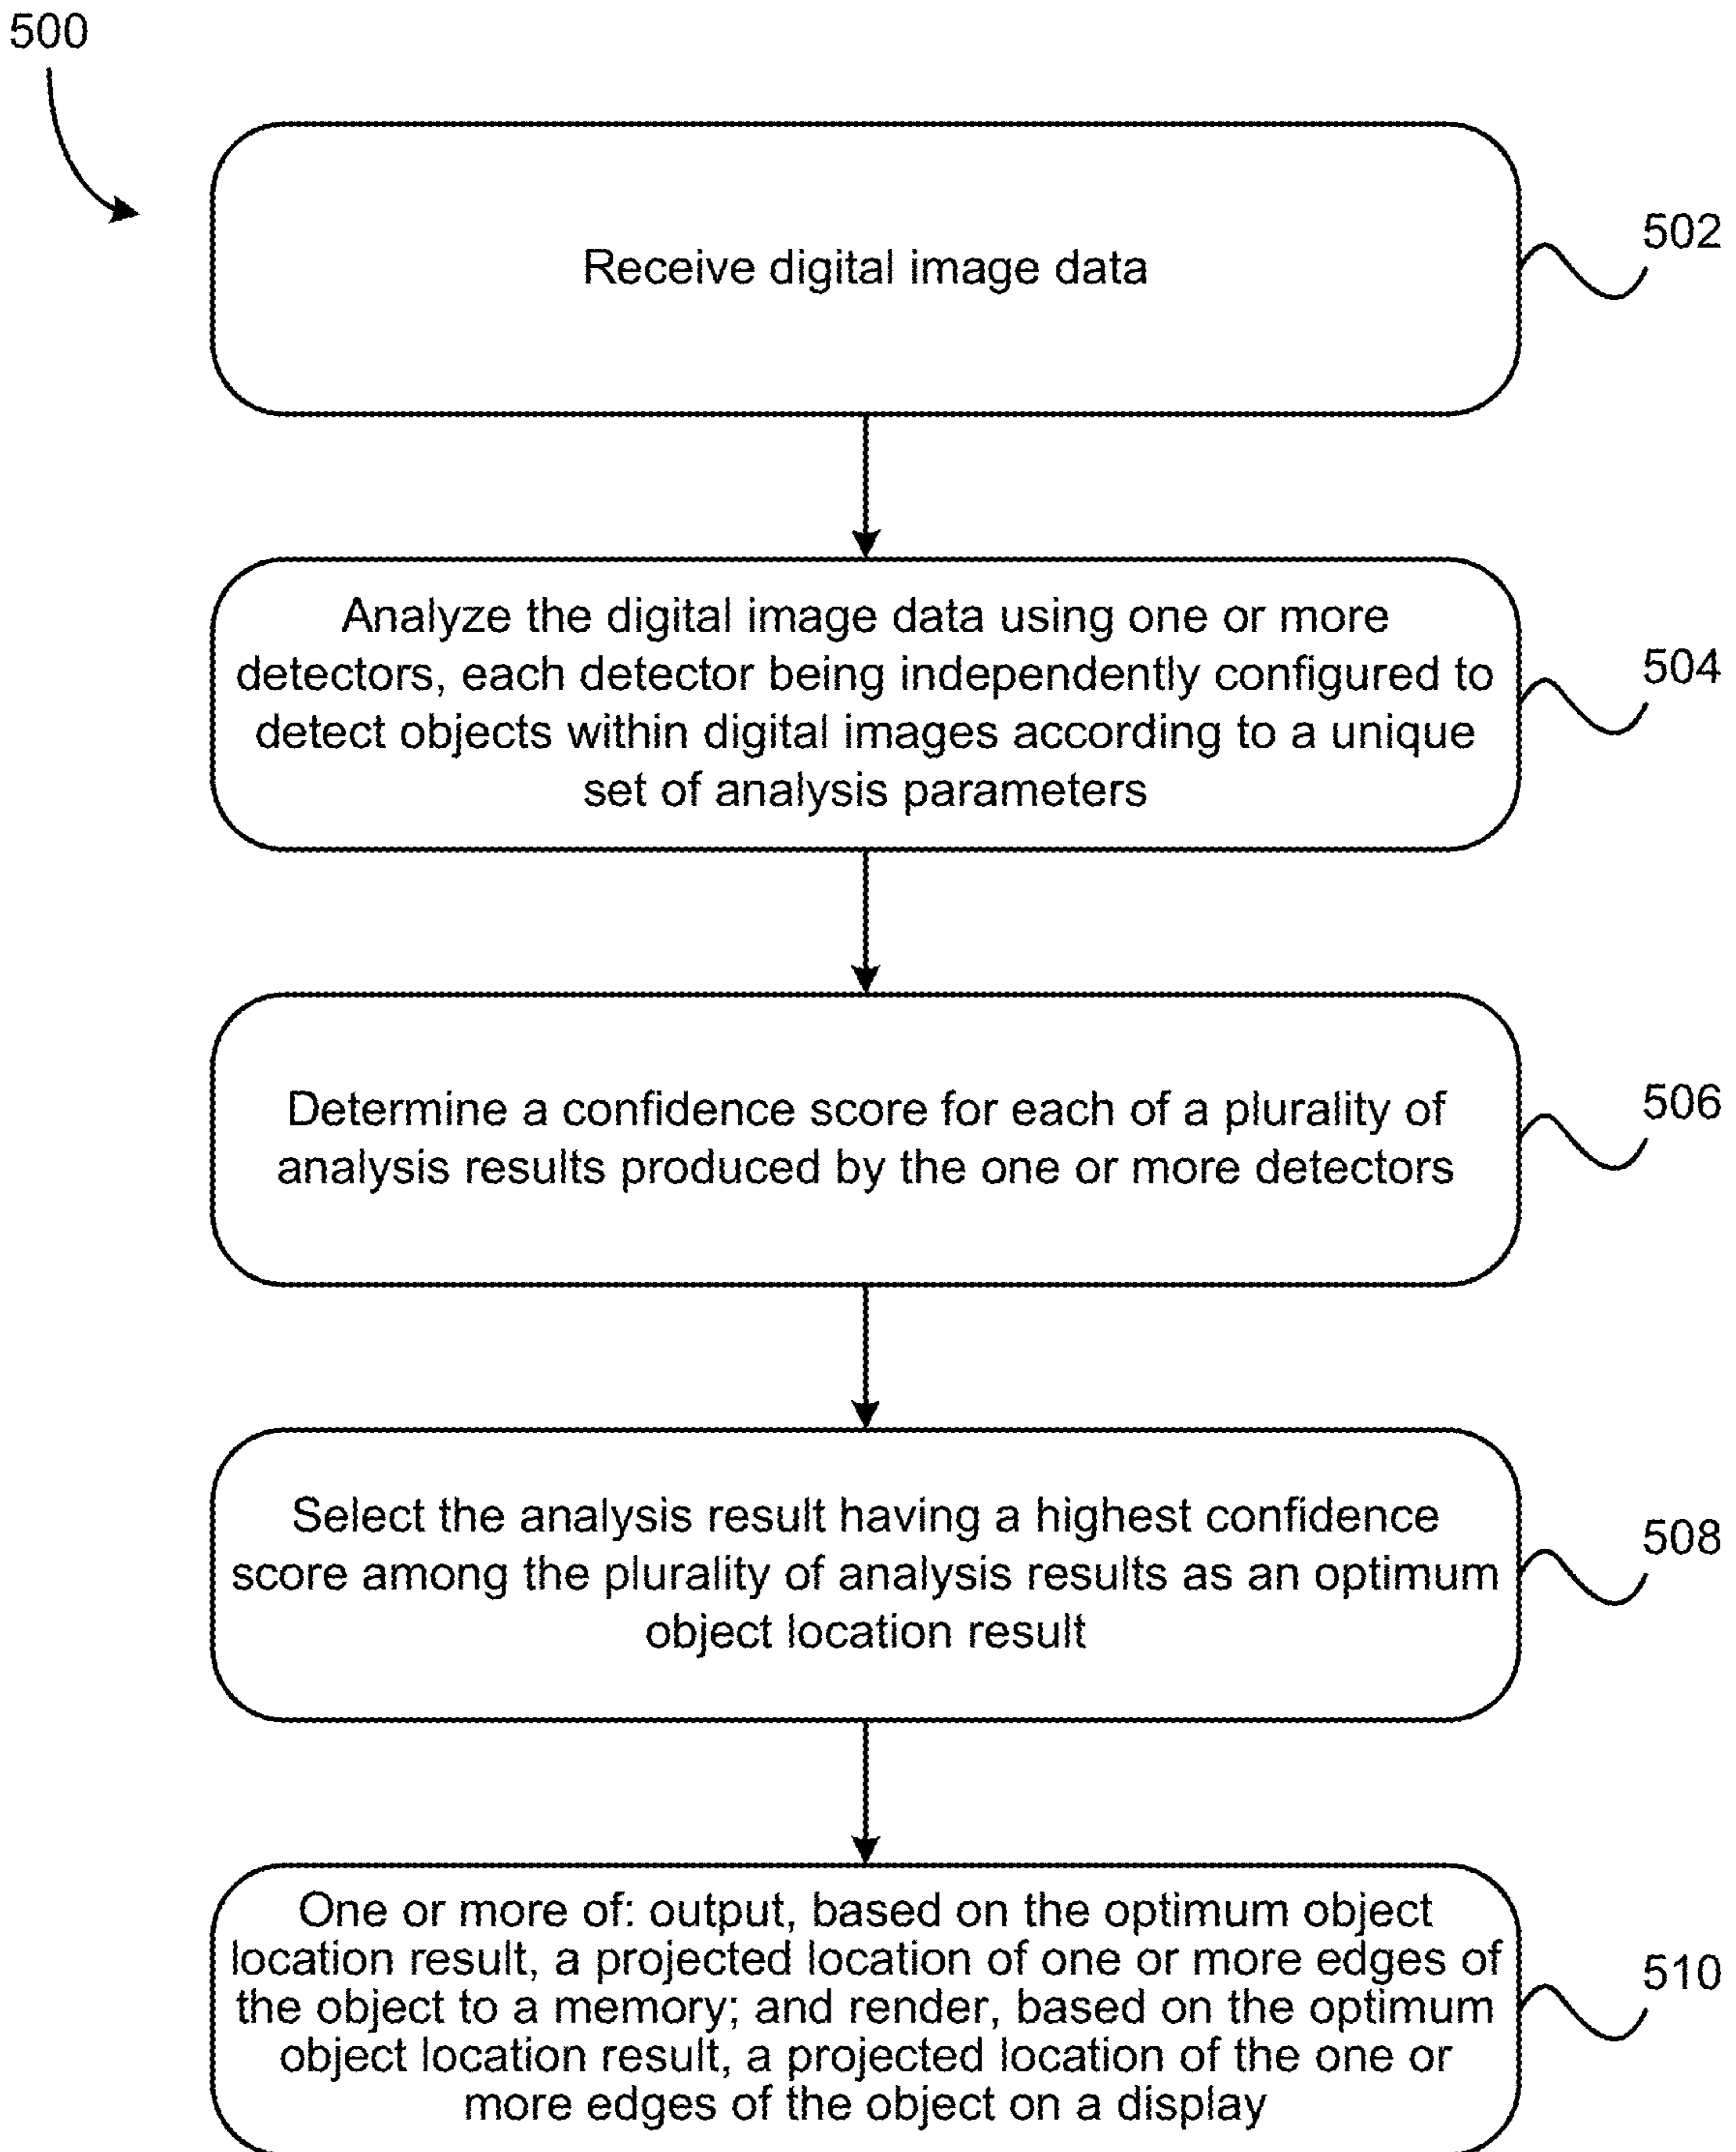 500
Receive digital image data
502
Analyze the digital image data using one or more
detectors, each detector being independently configured to
detect objects within digital images according to a unique
set of analysis parameters
504
Determine a confidence score for each of a plurality of
analysis results produced by the one or more detectors
506
Select the analysis result having a highest confidence
score among the plurality of analysis results as an optimum
object location result
508
One or more of: output, based on the optimum object
location result, a projected location of one or more edges of
the object to a memory; and render, based on the optimum
object location result, a projected location of the one or
more edges of the object on a display
510